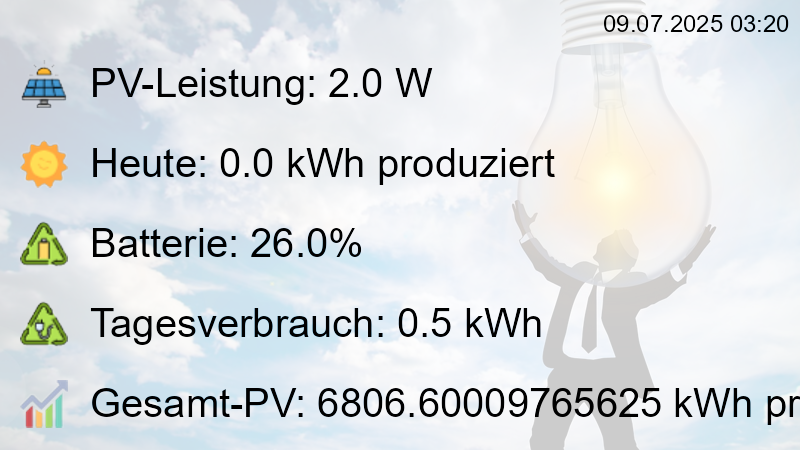 09.07.2025 03:20
PV-Leistung: 2.0 W
Heute: 0.0 kWh produziert
Batterie: 26.0%
Tagesverbrauch: 0.5 kWh
Gesamt-PV: 6806.60009765625 kWh pr